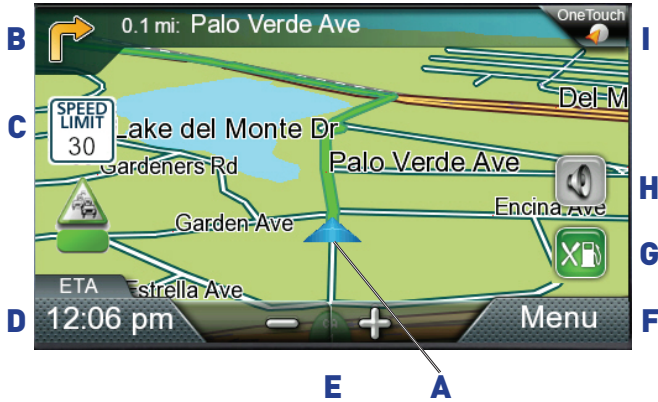 B
0.1 mi: Palo Verde Ave
OneTouch
I
C
SPEED
LIMIT
30
Lake del Monte Dr
Del M
Gardeners Rd
Palo Verde Ave
H
Encina Ave
Garden Ave
G
X
ETA
Estrella Ave
D
12:06 pm
Menu
F
E
A